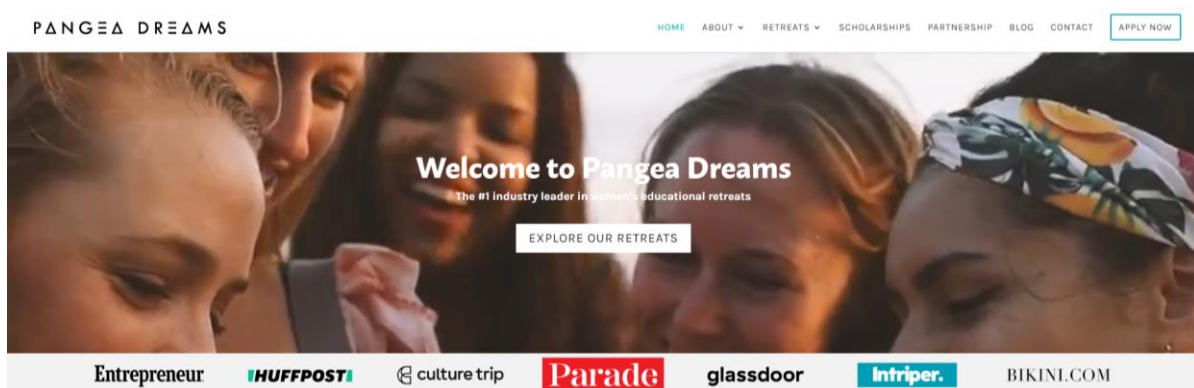 PANGEA DREAMS
HOME ABOUT RETREATS SCHOLARSHIPS PARTNERSHIP BLOG CONTACT APPLY NOW
Welcome to Pangea Dreams
The #1 industry leader in women's educational retreats
EXPLORE OUR RETREATS
Entrepreneur HUFFPOST culture trip Parade glassdoor Intriper. BIKINI.COM